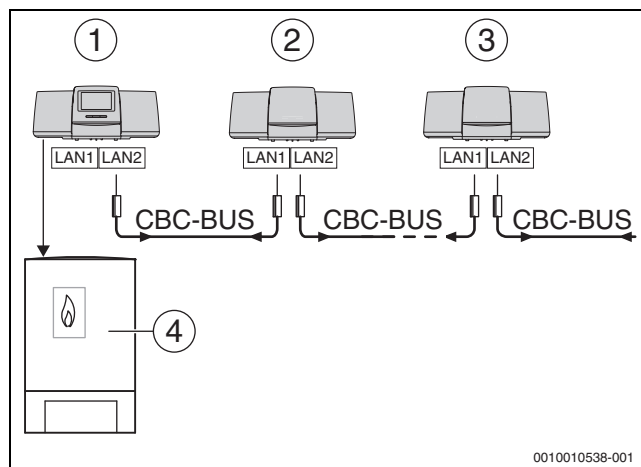 1 2 3
LAN1 LAN2 LAN1 LAN2 LAN1 LAN2
CBC-BUS CBC-BUS CBC-BUS
4
0010010538-001